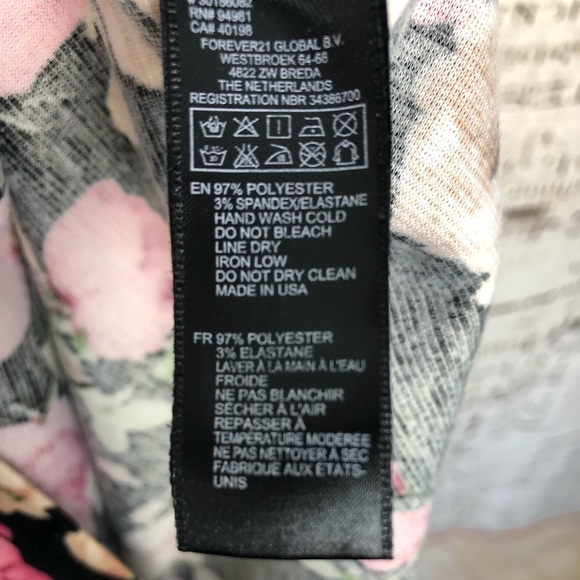 # 30156082
RN# 94981
CA# 40198
FOREVER21 GLOBAL B.V.
WESTBROEK 64-66
4822 ZW BREDA
THE NETHERLANDS
REGISTRATION NBR 34386700
EN 97% POLYESTER
3% SPANDEX/ELASTANE
HAND WASH COLD
DO NOT BLEACH
LINE DRY
IRON LOW
DO NOT DRY CLEAN
MADE IN USA
FR 97% POLYESTER
3% ELASTANE
LAVER À LA MAIN À L'EAU
FROIDE
NE PAS BLANCHIR
SÉCHER À L'AIR
REPASSER À
TEMPÉRATURE MODÉRÉE
NE PAS NETTOYER À SEC
FABRIQUE AUX ÉTATS-
UNIS